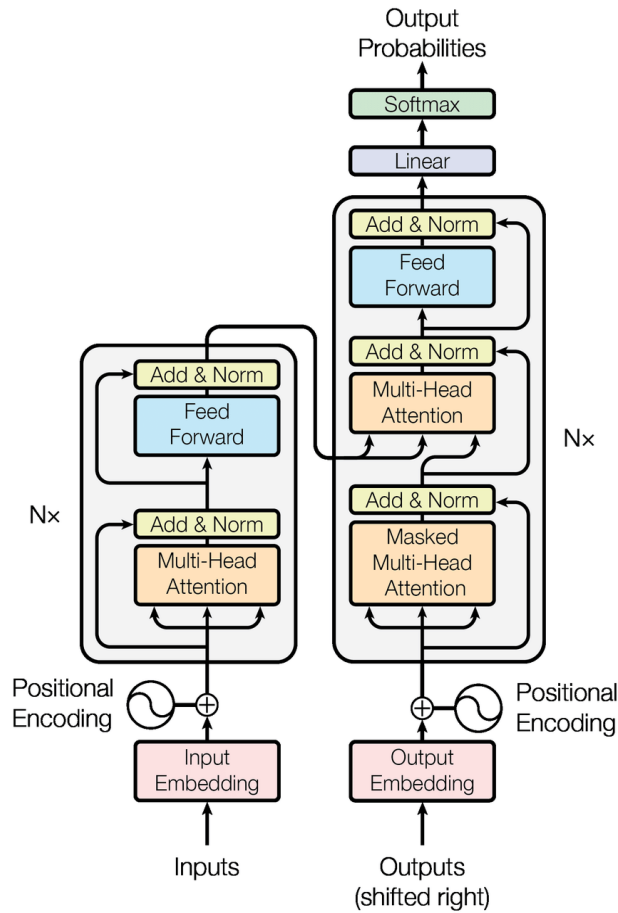 Output
Probabilities
Softmax
Linear
Add & Norm
Feed
Forward
Add & Norm
Multi-Head
Attention
N×
Add & Norm
Masked
Multi-Head
Attention
Add & Norm
Feed
Forward
N×
Add & Norm
Multi-Head
Attention
Positional
Encoding
Positional
Encoding
Input
Embedding
Output
Embedding
Inputs
Outputs
(shifted right)